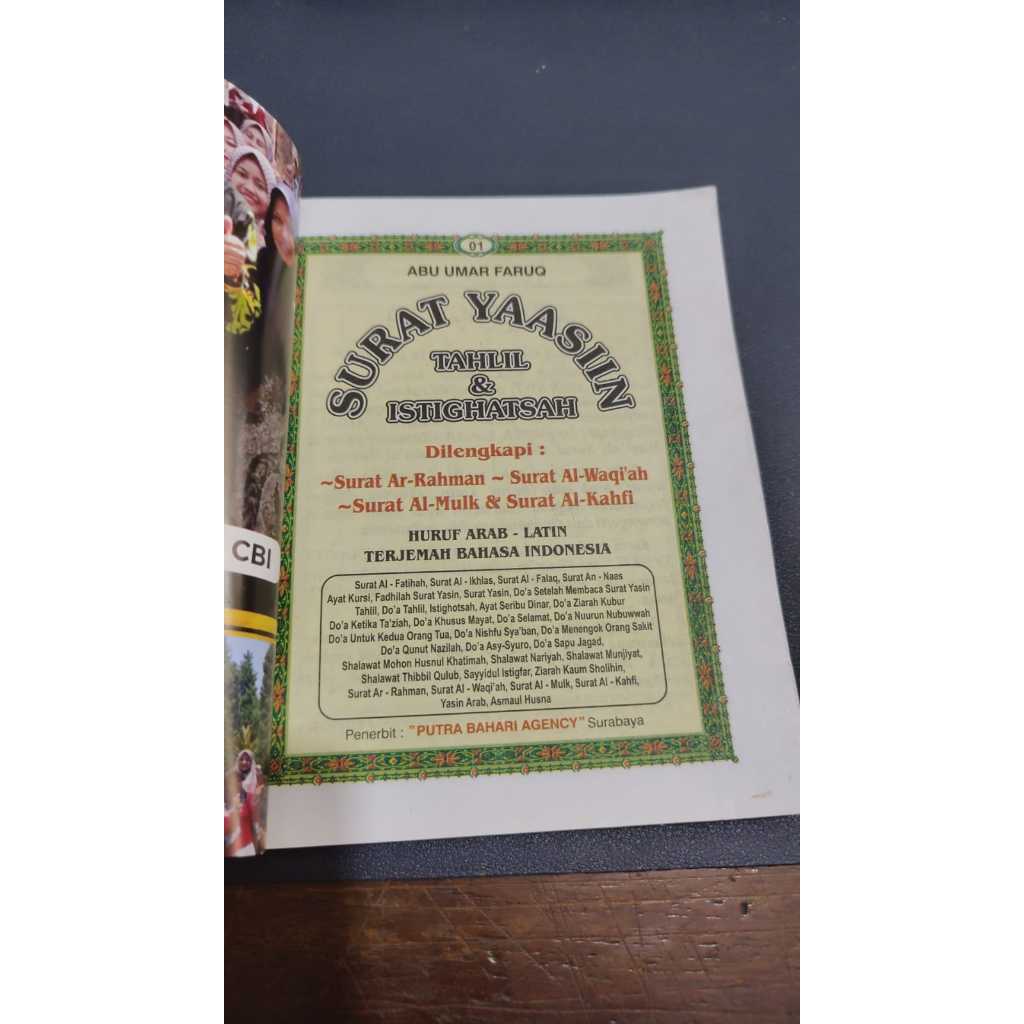 CBI
01
ABU UMAR FARUQ
SURAT YAASIIN
TAHLIL
&
ISTIGHATSAH
Dilengkapi :
~Surat Ar-Rahman ~ Surat Al-Waqi'ah
~Surat Al-Mulk & Surat Al-Kahfi
HURUF ARAB - LATIN
TERJEMAH BAHASA INDONESIA
Surat Al - Fatihah, Surat Al - Ikhlas, Surat Al - Falaq, Surat An - Naas
Ayat Kursi, Fadhilah Surat Yasin, Surat Yasin, Do'a Setelah Membaca Surat Yasin
Tahlil, Do'a Tahlil, Istighotsah, Ayat Seribu Dinar, Do'a Ziarah Kubur
Do'a Ketika Ta'ziah, Do'a Khusus Mayat, Do'a Selamat, Do'a Nuurun Nubuwwah
Do'a Untuk Kedua Orang Tua, Do'a Nishfu Sya'ban, Do'a Menengok Orang Sakit
Do'a Qunut Nazilah, Do'a Asy-Syuro, Do'a Sapu Jagad,
Shalawat Mohon Husnul Khatimah, Shalawat Nariyah, Shalawat Munjiyat,
Shalawat Thibbil Qulub, Sayyidul Istigfar, Ziarah Kaum Sholihin,
Surat Ar - Rahman, Surat Al - Waqi'ah, Surat Al - Mulk, Surat Al - Kahfi,
Yasin Arab, Asmaul Husna
Penerbit : "PUTRA BAHARI AGENCY" Surabaya